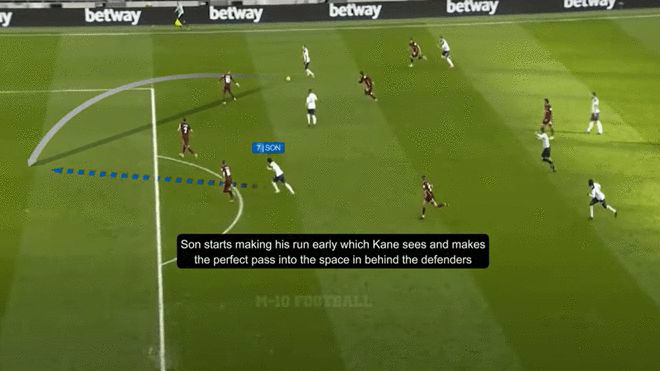 betway
betway
betway
betway
betway
7 | SON
Son starts making his run early which Kane sees and makes
the perfect pass into the space in behind the defenders
M-10 FOOTBALL